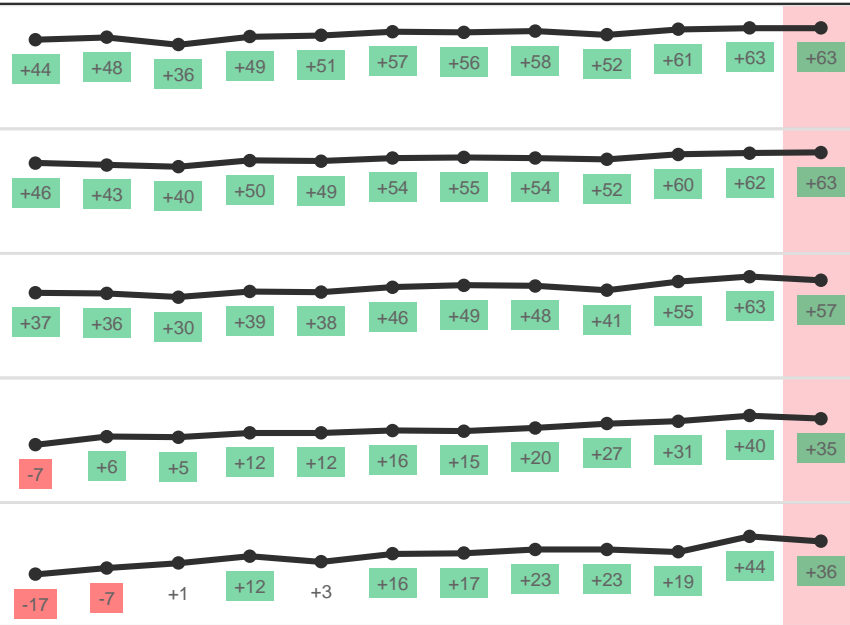 +44 +48 +36 +49 +51 +57 +56 +58 +52 +61 +63 +63
+46 +43 +40 +50 +49 +54 +55 +54 +52 +60 +62 +63
+37 +36 +30 +39 +38 +46 +49 +48 +41 +55 +63 +57
-7 +6 +5 +12 +12 +16 +15 +20 +27 +31 +40 +35
-17 -7 +1 +12 +3 +16 +17 +23 +23 +19 +44 +36